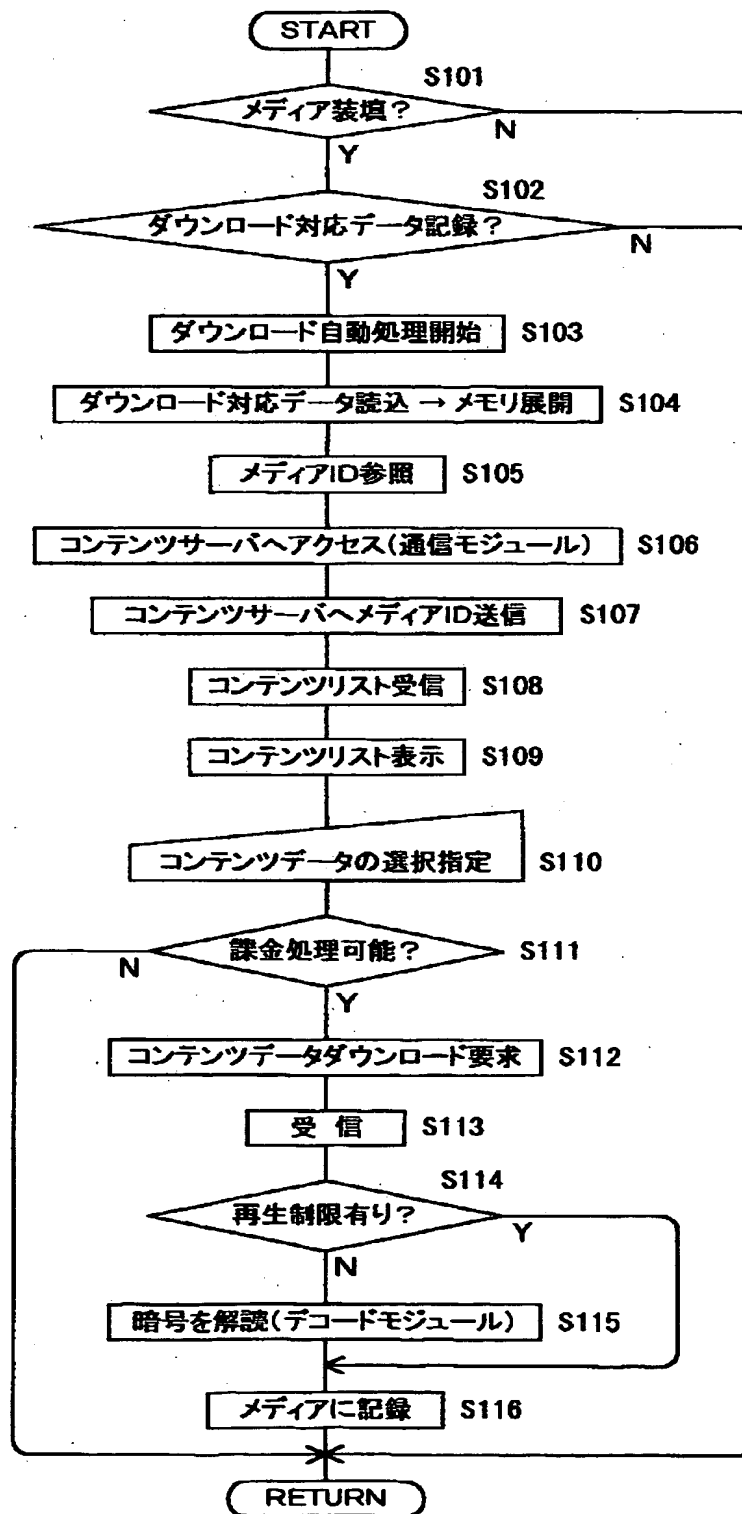 START
S101
メディア装填?
N
Y
S102
ダウンロード対応データ記録?
N
Y
ダウンロード自動処理開始 S103
ダウンロード対応データ読込 → メモリ展開 S104
メディアID参照 S105
コンテンツサーバへアクセス(通信モジュール) S106
コンテンツサーバへメディアID送信 S107
コンテンツリスト受信 S108
コンテンツリスト表示 S109
コンテンツデータの選択指定 S110
課金処理可能? S111
N
Y
コンテンツデータダウンロード要求 S112
受 信 S113
S114
再生制限有り?
Y
N
暗号を解読(デコードモジュール) S115
メディアに記録 S116
RETURN